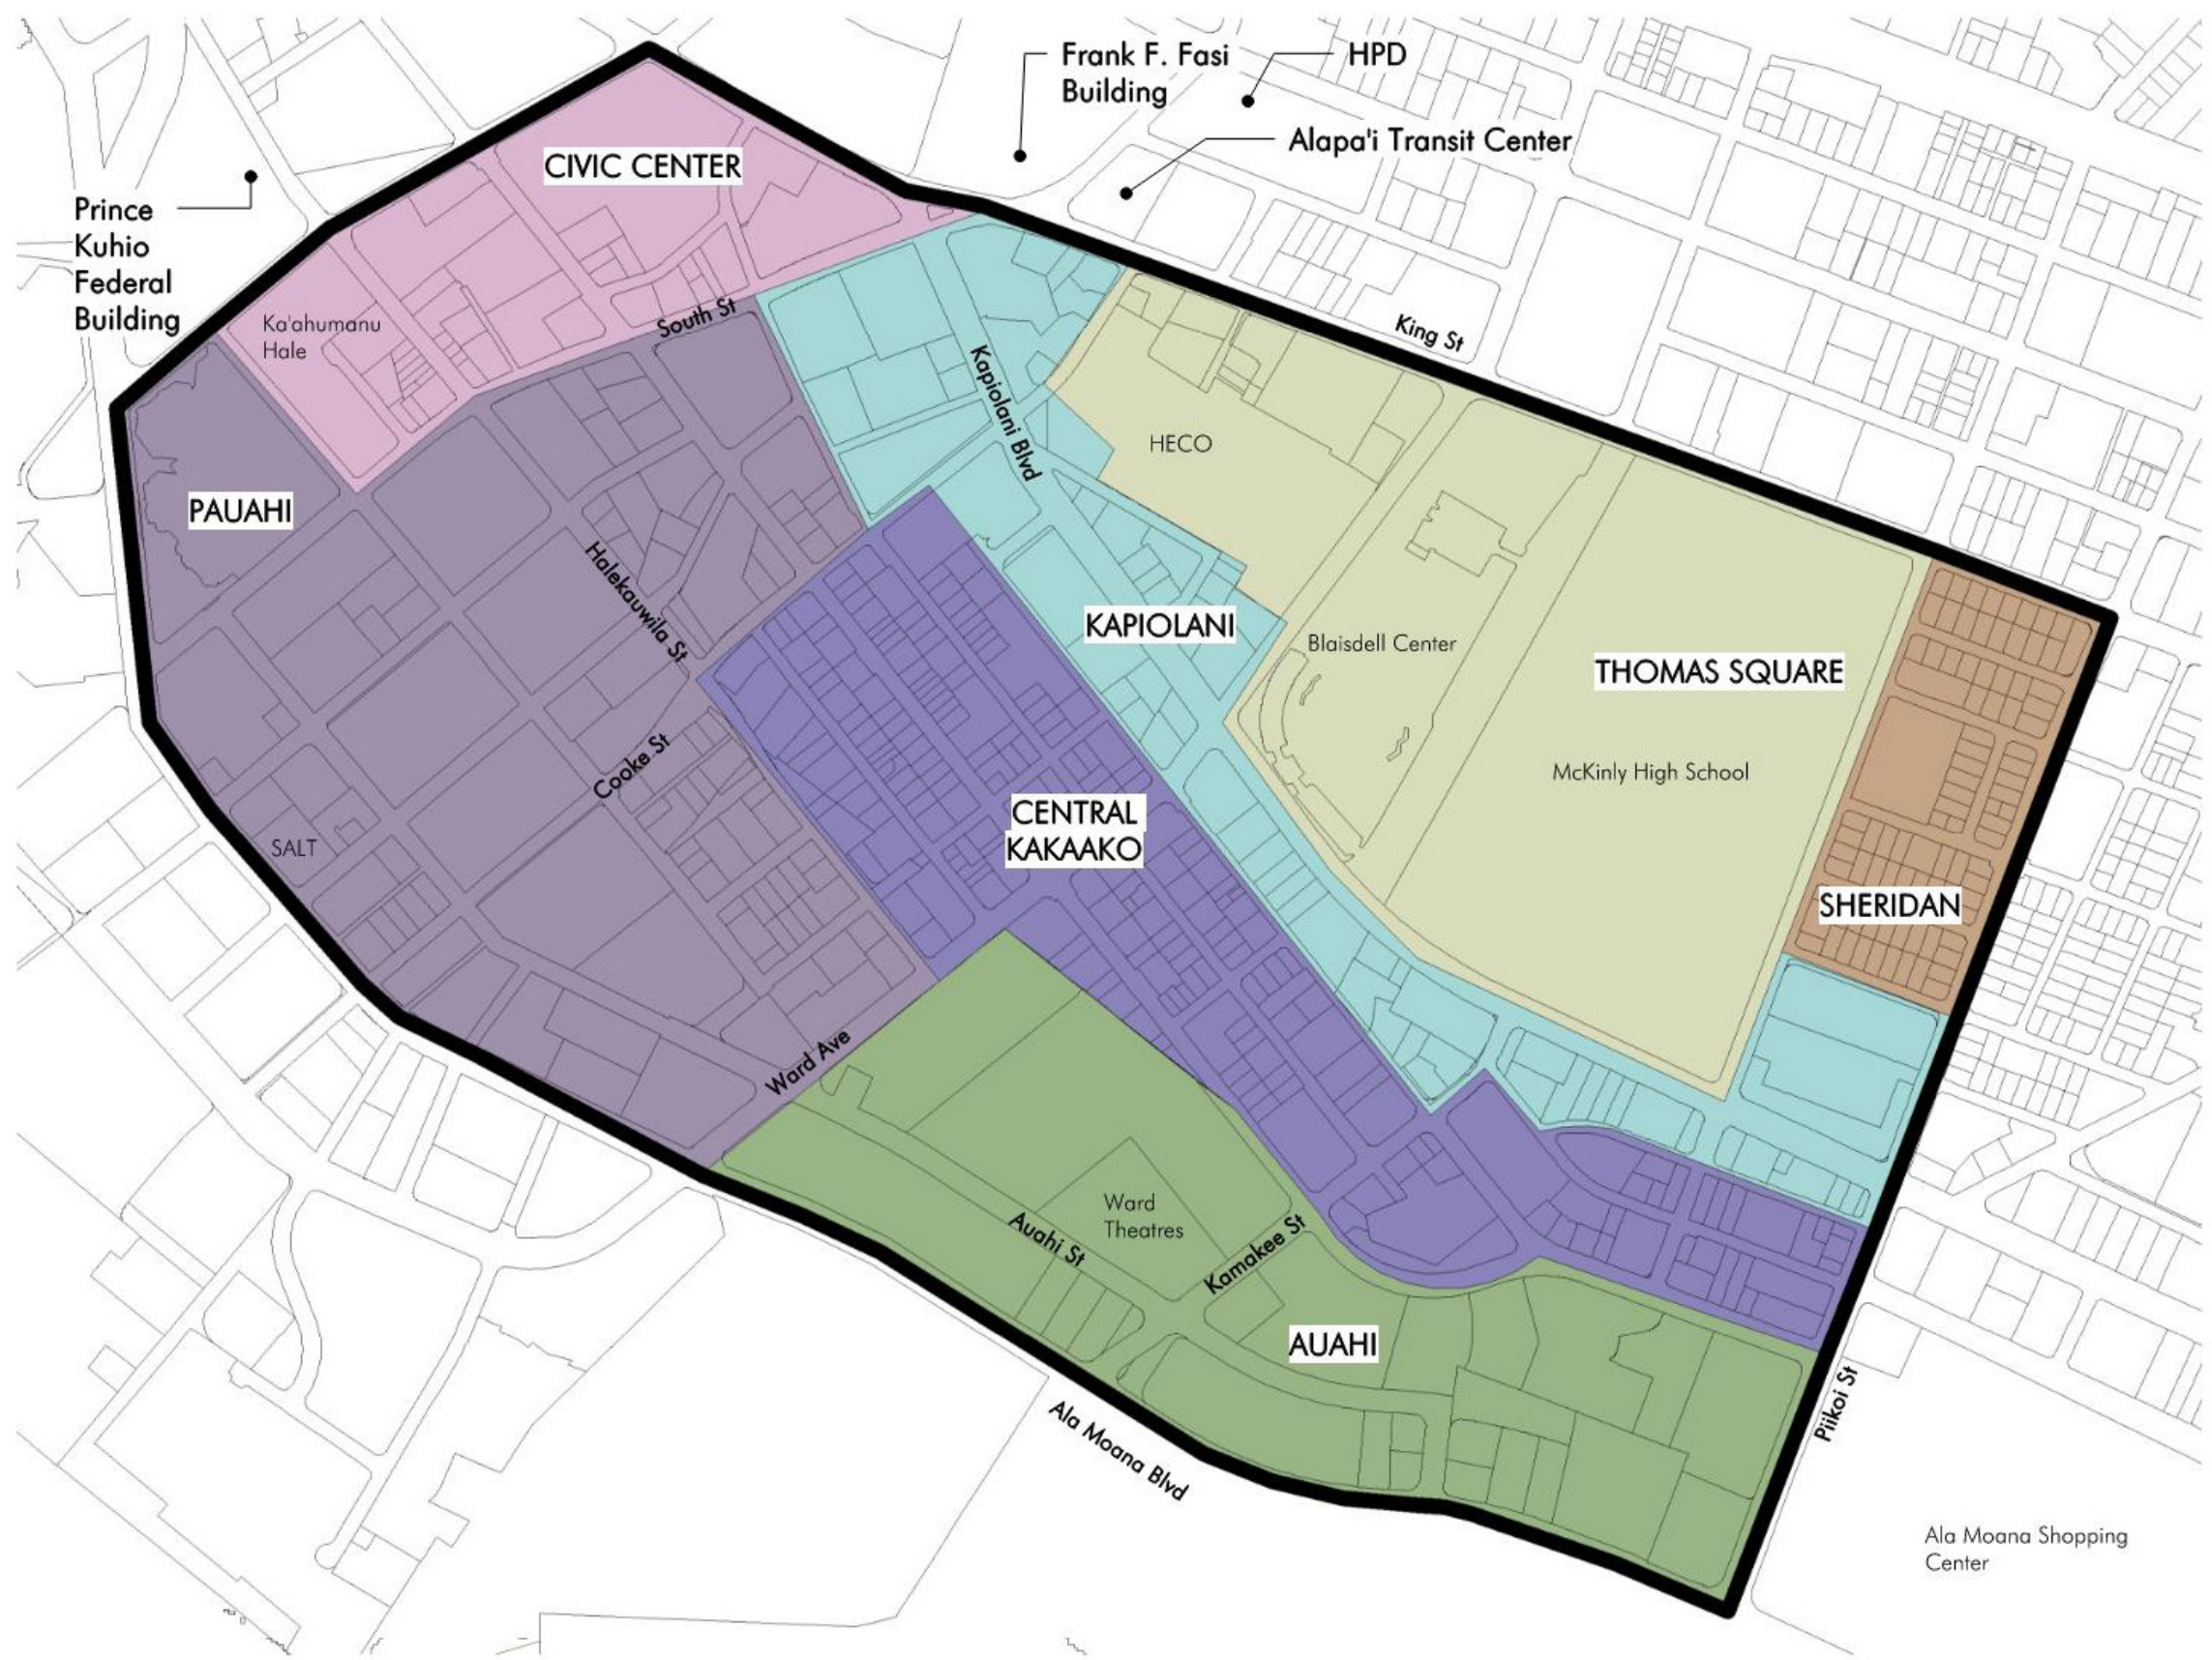 Frank F. Fasi
Building
HPD
Alapa'i Transit Center
CIVIC CENTER
Prince
Kuhio
Federal
Building
Ka'ahumanu
Hale
South St
King St
Kapiolani Blvd
HECO
PAUAHI
Halekauwila St
KAPIOLANI
Blaisdell Center
THOMAS SQUARE
Cooke St
McKinly High School
CENTRAL
KAKAAKO
SALT
SHERIDAN
Ward Ave
Ward
Theatres
Auahi St
Kamakee St
AUAHI
Piikoi St
Ala Moana Blvd
Ala Moana Shopping
Center